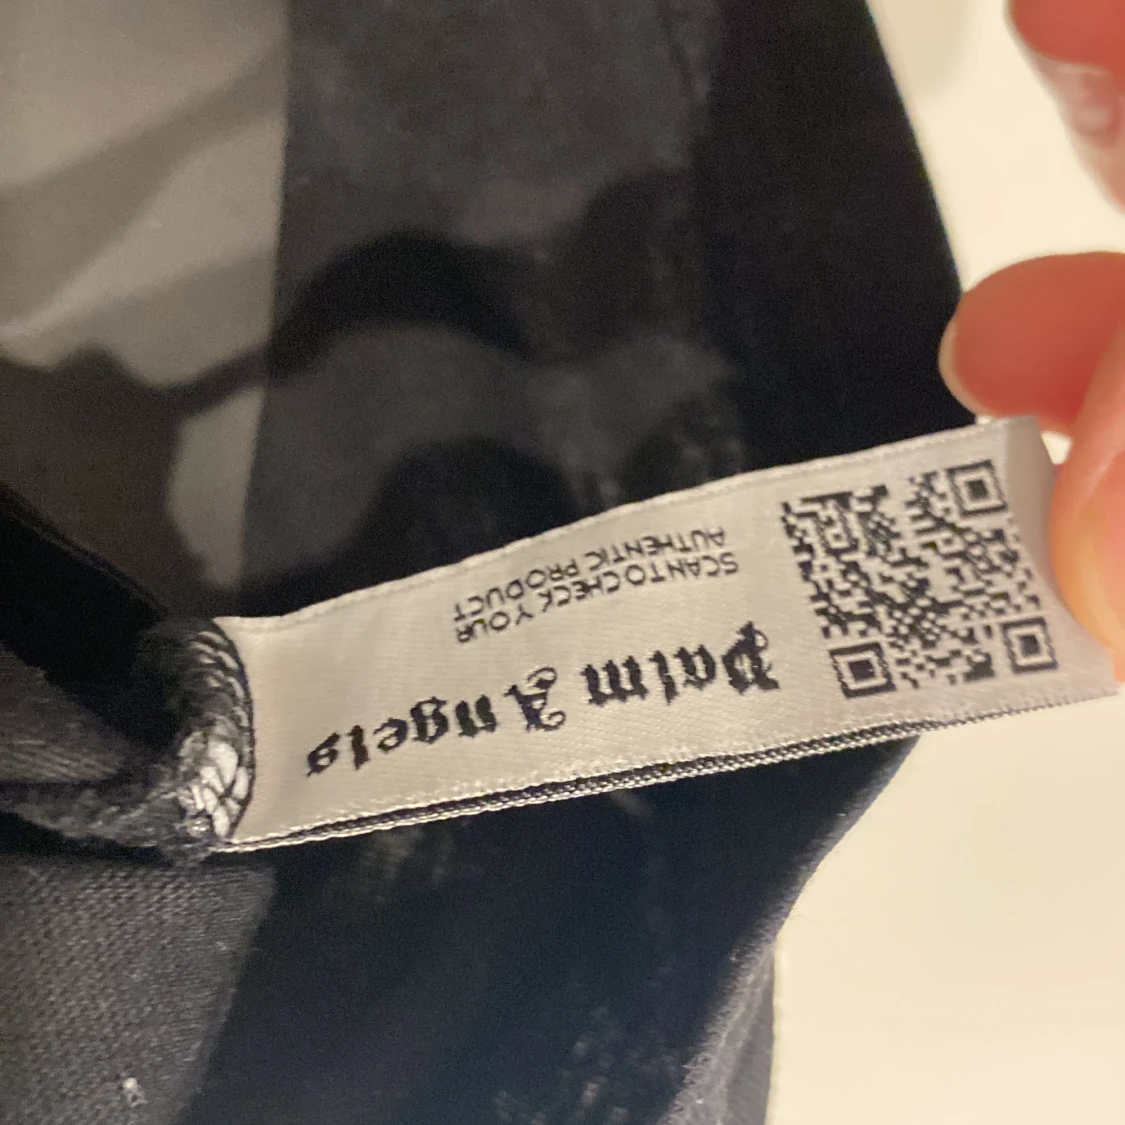 Palm Angels
SCAN TO CHECK YOUR
AUTHENTIC PRODUCT